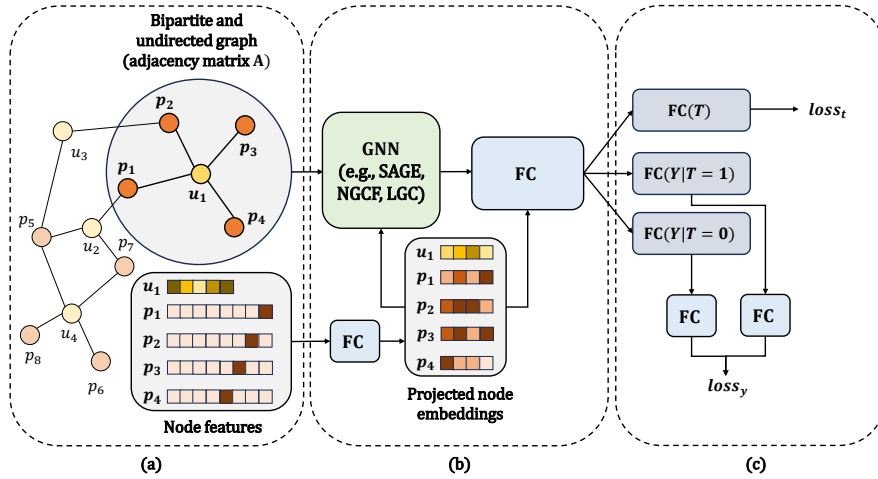 Bipartite and
undirected graph
(adjacency matrix A)
p2
u3
p3
p1
u1
p4
p5
u2
p7
u4
p8
p6
u1
p1
p2
p3
p4
Node features
(a)
GNN
(e.g., SAGE,
NGCF, LGC)
FC
FC
u1
p1
p2
p3
p4
Projected node
embeddings
(b)
FC(T)
loss_t
FC(Y|T = 1)
FC(Y|T = 0)
FC
FC
loss_y
(c)